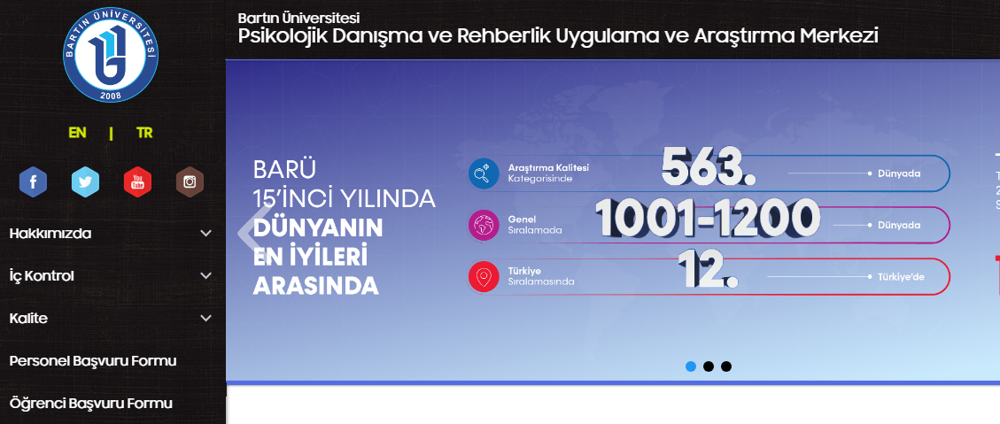 BARTIN ÜNİVERSİTESİ
2008
EN | TR
You
Tube
Hakkımızda
İç Kontrol
Kalite
Personel Başvuru Formu
Öğrenci Başvuru Formu
Bartın Üniversitesi
Psikolojik Danışma ve Rehberlik Uygulama ve Araştırma Merkezi
BARÜ
15'İNCİ YILINDA
DÜNYANIN
EN İYİLERİ
ARASINDA
Araştırma Kalitesi
Kategorisinde
563.
Dünyada
Genel
Sıralamada
1001-1200
Dünyada
Türkiye
Sıralamasında
12.
Türkiye'de